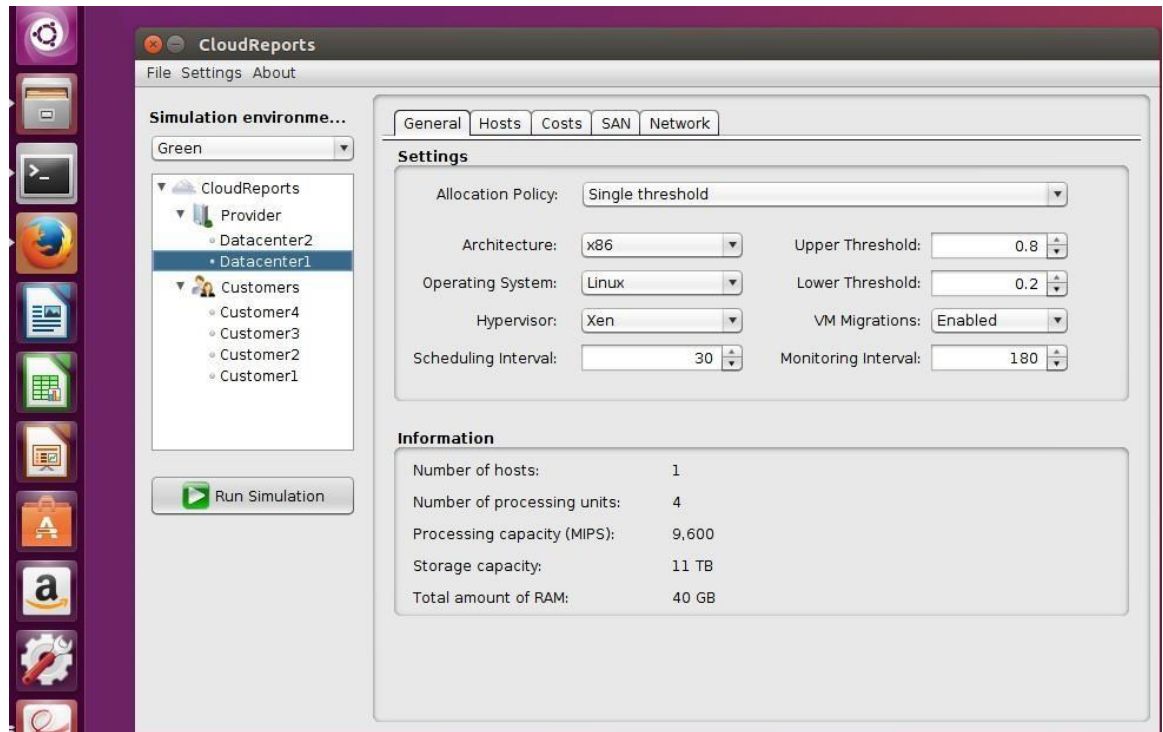 CloudReports
File Settings About
Simulation environme...
Green
CloudReports
Provider
Datacenter2
Datacenter1
Customers
Customer4
Customer3
Customer2
Customer1
Run Simulation
General Hosts Costs SAN Network
Settings
Allocation Policy: Single threshold
Architecture: x86 Upper Threshold: 0.8
Operating System: Linux Lower Threshold: 0.2
Hypervisor: Xen VM Migrations: Enabled
Scheduling Interval: 30 Monitoring Interval: 180
Information
Number of hosts: 1
Number of processing units: 4
Processing capacity (MIPS): 9,600
Storage capacity: 11 TB
Total amount of RAM: 40 GB